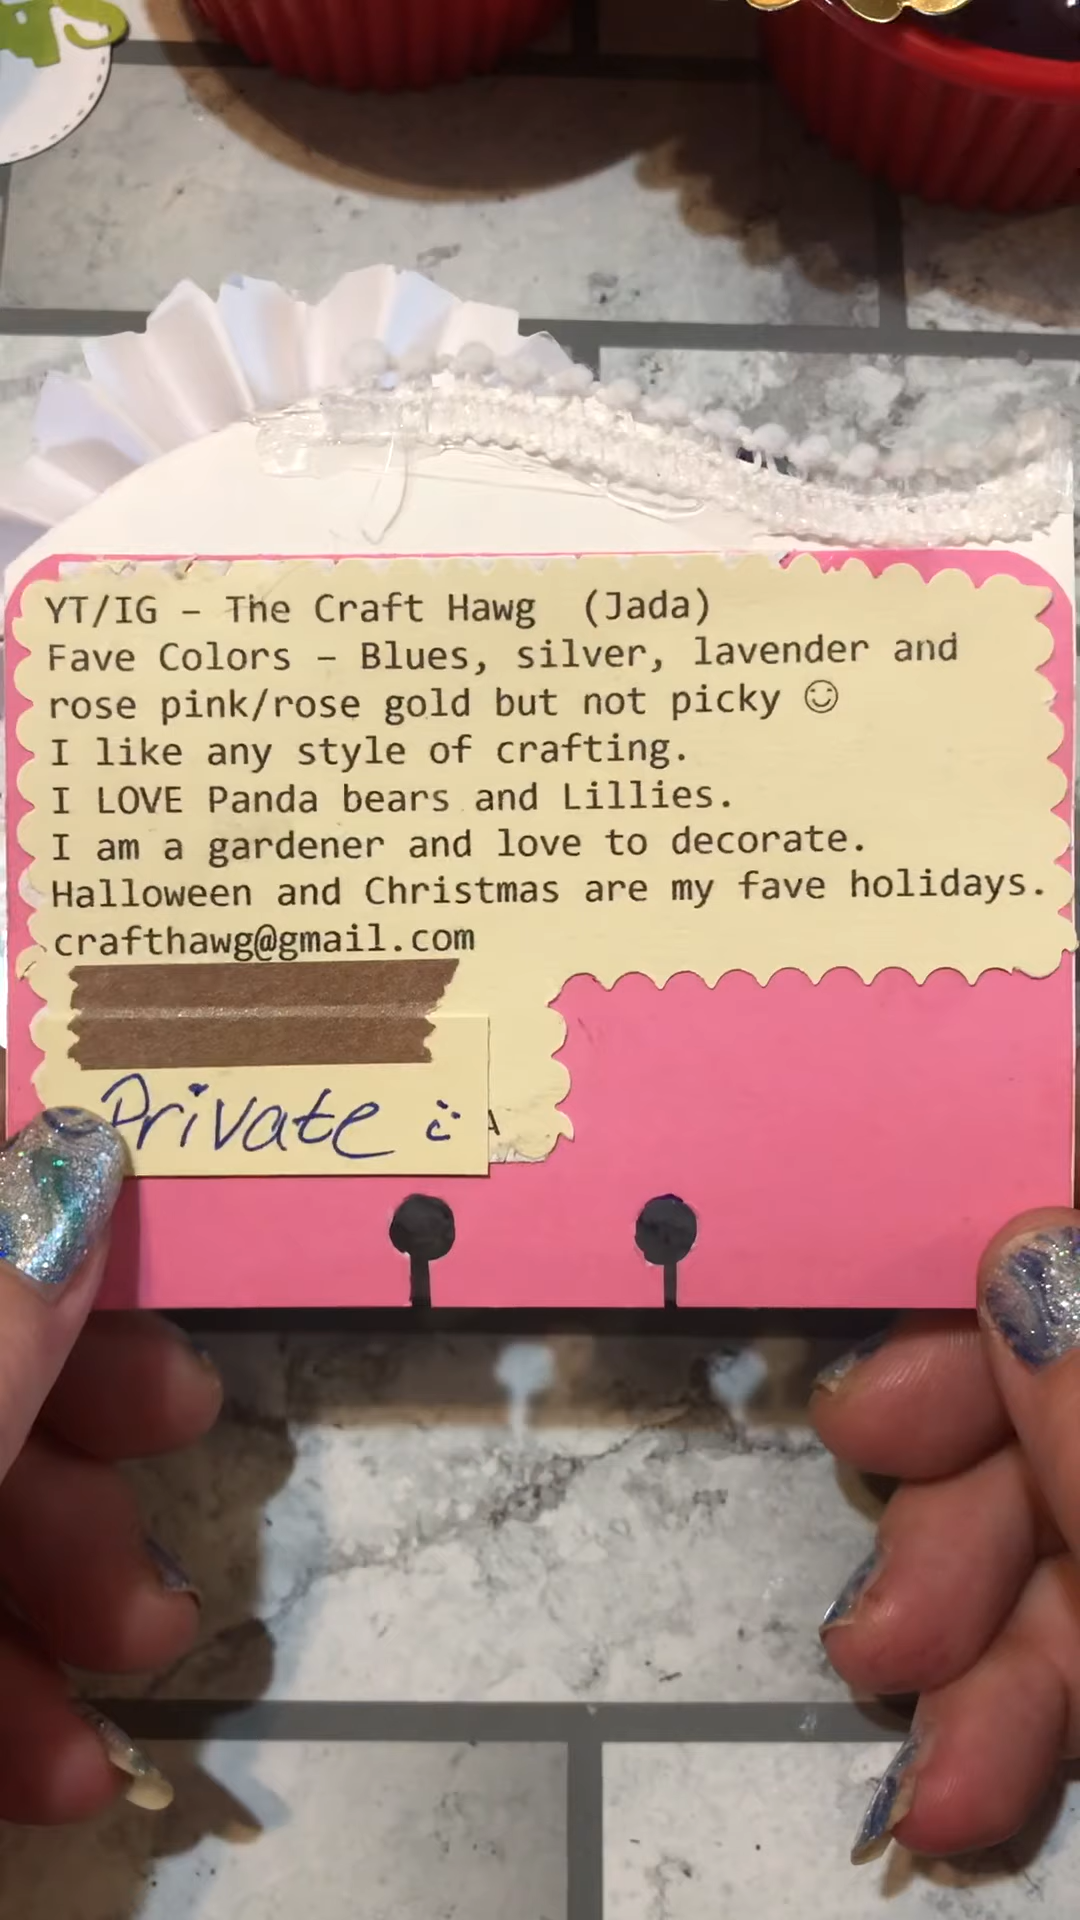 YT/IG – The Craft Hawg (Jada)
Fave Colors – Blues, silver, lavender and
rose pink/rose gold but not picky ☺
I like any style of crafting.
I LOVE Panda bears and Lillies.
I am a gardener and love to decorate.
Halloween and Christmas are my fave holidays.
crafthawg@gmail.com
Private :)
A